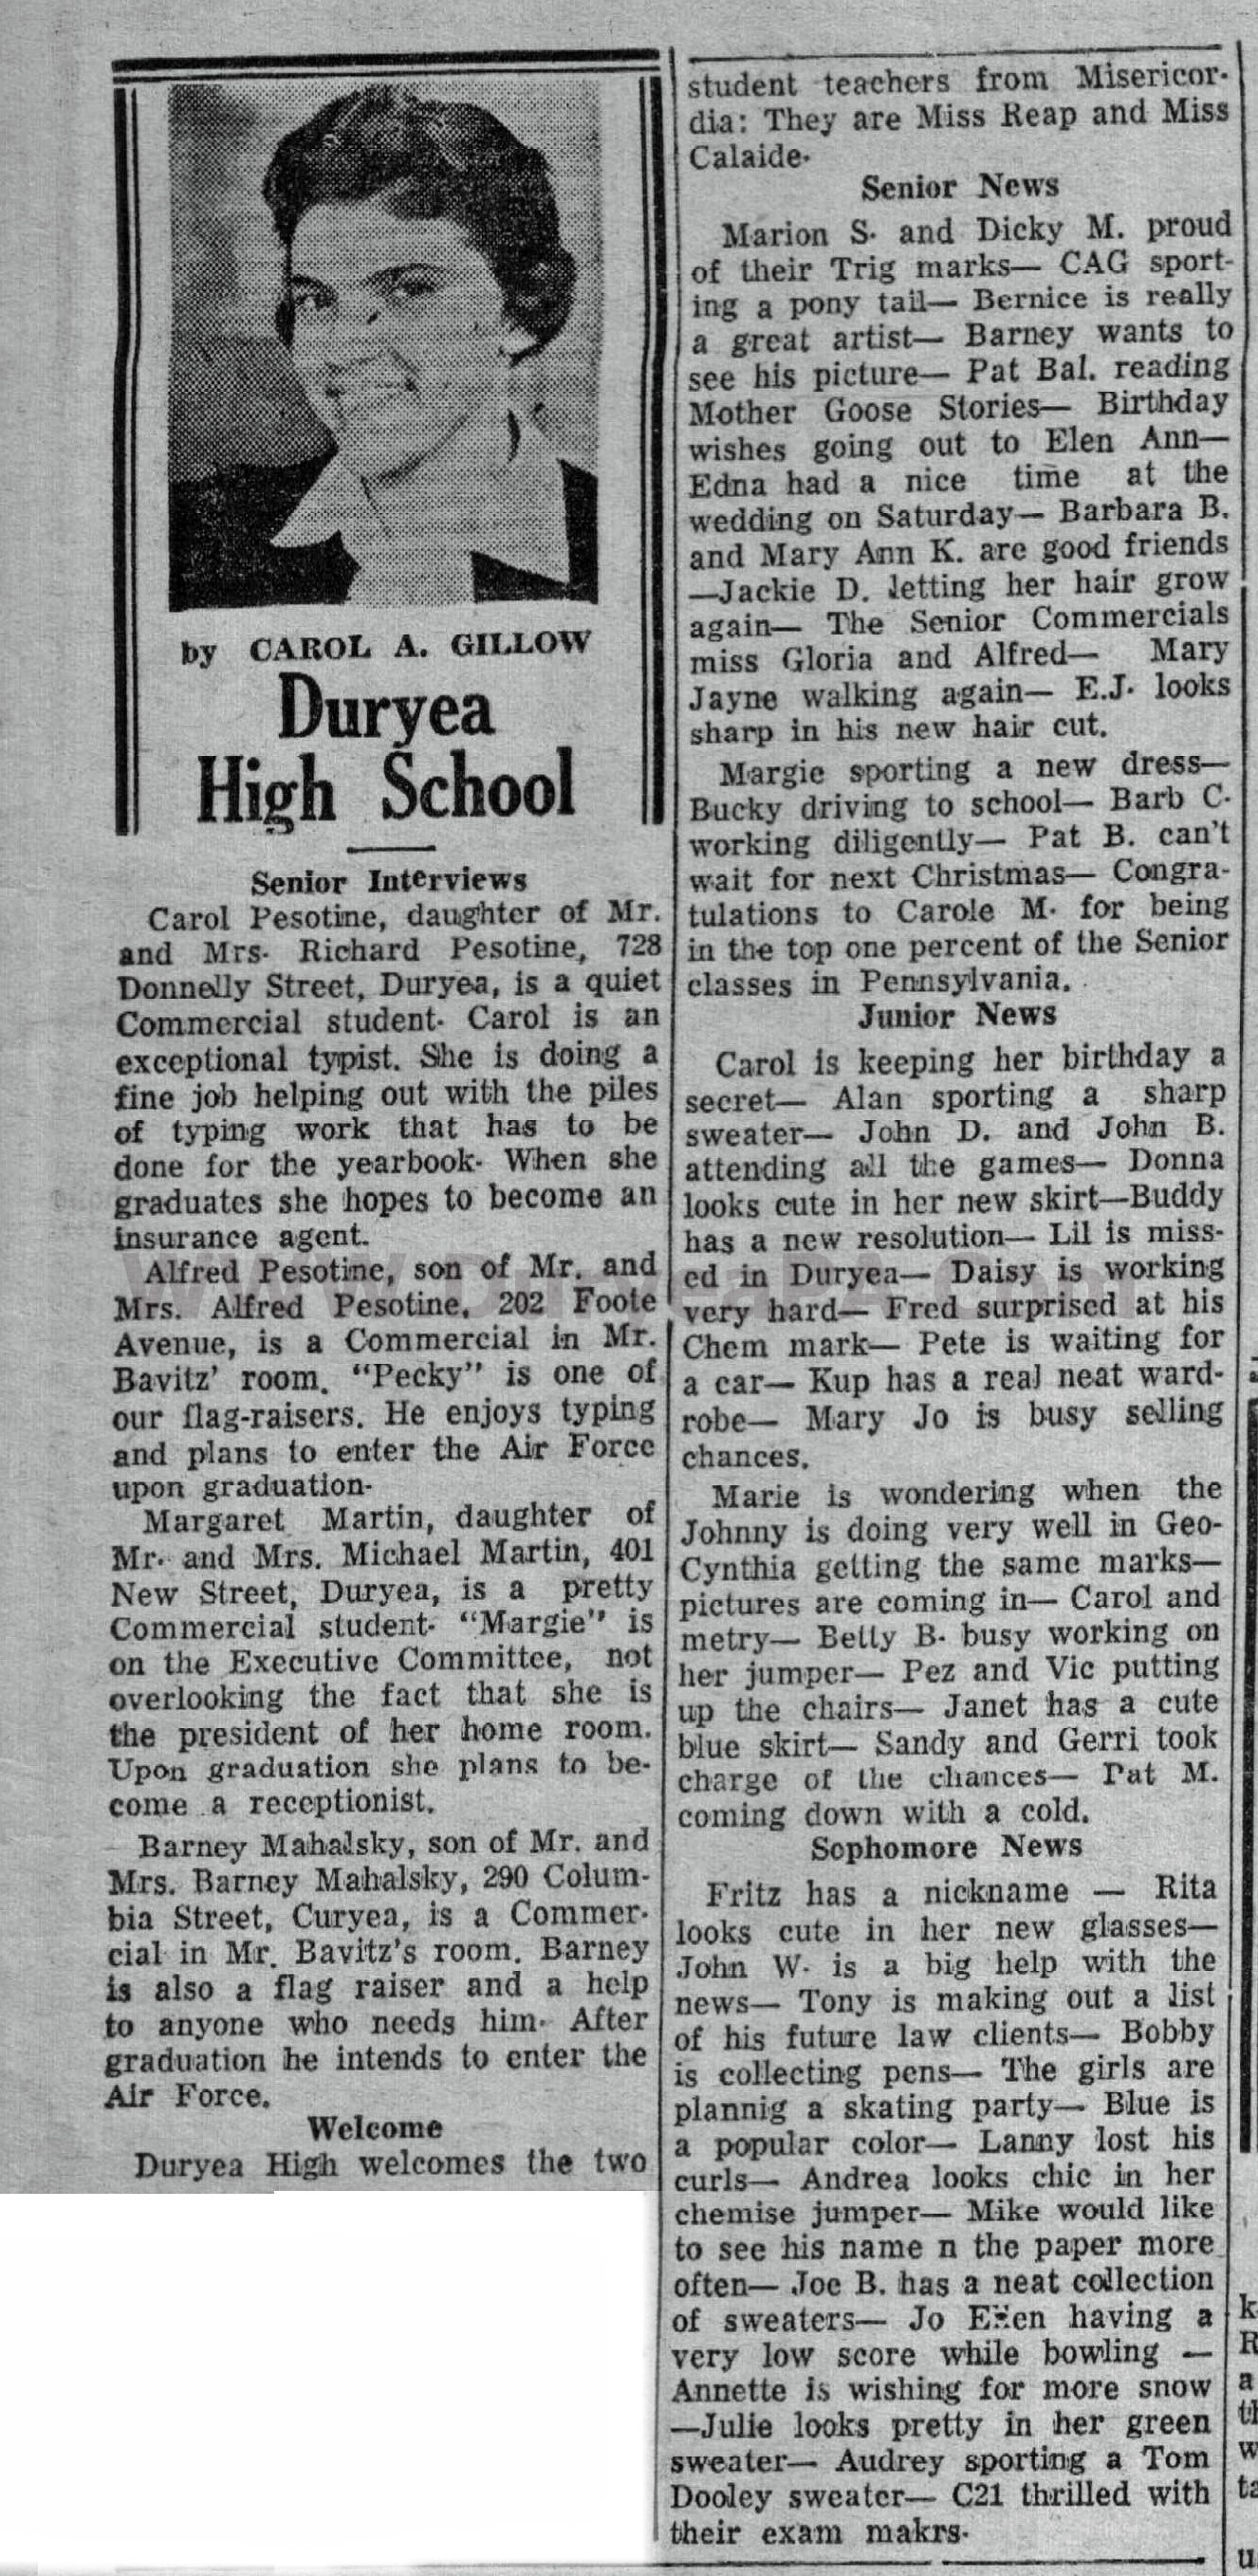 by CAROL A. GILLOW
Duryea
High School
Senior Interviews
Carol Pesotine, daughter of Mr.
and Mrs. Richard Pesotine, 728
Donnelly Street, Duryea, is a quiet
Commercial student. Carol is an
exceptional typist. She is doing a
fine job helping out with the piles
of typing work that has to be
done for the yearbook. When she
graduates she hopes to become an
insurance agent.
Alfred Pesotine, son of Mr. and
Mrs. Alfred Pesotine, 202 Foote
Avenue, is a Commercial in Mr.
Bavitz' room. "Pecky" is one of
our flag-raisers. He enjoys typing
and plans to enter the Air Force
upon graduation.
Margaret Martin, daughter of
Mr. and Mrs. Michael Martin, 401
New Street, Duryea, is a pretty
Commercial student. "Margie" is
on the Executive Committee, not
overlooking the fact that she is
the president of her home room.
Upon graduation she plans to be-
come a receptionist.
Barney Mahalsky, son of Mr. and
Mrs. Barney Mahalsky, 290 Colum-
bia Street, Curyea, is a Commer-
cial in Mr. Bavitz's room. Barney
is also a flag raiser and a help
to anyone who needs him. After
graduation he intends to enter the
Air Force.
Welcome
Duryea High welcomes the two
student teachers from Misericor-
dia: They are Miss Reap and Miss
Calaide.
Senior News
Marion S. and Dicky M. proud
of their Trig marks— CAG sport-
ing a pony tail— Bernice is really
a great artist— Barney wants to
see his picture— Pat Bal. reading
Mother Goose Stories— Birthday
wishes going out to Elen Ann—
Edna had a nice time at the
wedding on Saturday— Barbara B.
and Mary Ann K. are good friends
—Jackie D. letting her hair grow
again— The Senior Commercials
miss Gloria and Alfred— Mary
Jayne walking again— E.J. looks
sharp in his new hair cut.
Margie sporting a new dress—
Bucky driving to school— Barb C.
working diligently— Pat B. can't
wait for next Christmas— Congra-
tulations to Carole M. for being
in the top one percent of the Senior
classes in Pennsylvania.
Junior News
Carol is keeping her birthday a
secret— Alan sporting a sharp
sweater— John D. and John B.
attending all the games— Donna
looks cute in her new skirt—Buddy
has a new resolution— Lil is miss-
ed in Duryea— Daisy is working
very hard— Fred surprised at his
Chem mark— Pete is waiting for
a car— Kup has a real neat ward-
robe— Mary Jo is busy selling
chances.
Marie is wondering when the
Johnny is doing very well in Geo-
Cynthia getting the same marks—
pictures are coming in— Carol and
metry— Betty B. busy working on
her jumper— Pez and Vic putting
up the chairs— Janet has a cute
blue skirt— Sandy and Gerri took
charge of the chances— Pat M.
coming down with a cold.
Sophomore News
Fritz has a nickname — Rita
looks cute in her new glasses—
John W. is a big help with the
news— Tony is making out a list
of his future law clients— Bobby
is collecting pens— The girls are
plannig a skating party— Blue is
a popular color— Lanny lost his
curls— Andrea looks chic in her
chemise jumper— Mike would like
to see his name n the paper more
often— Joe B. has a neat collection
of sweaters— Jo having a
very low score while bowling —
Annette is wishing for more snow
—Julie looks pretty in her green
sweater— Audrey sporting a Tom
Dooley sweater— C21 thrilled with
their exam makrs.